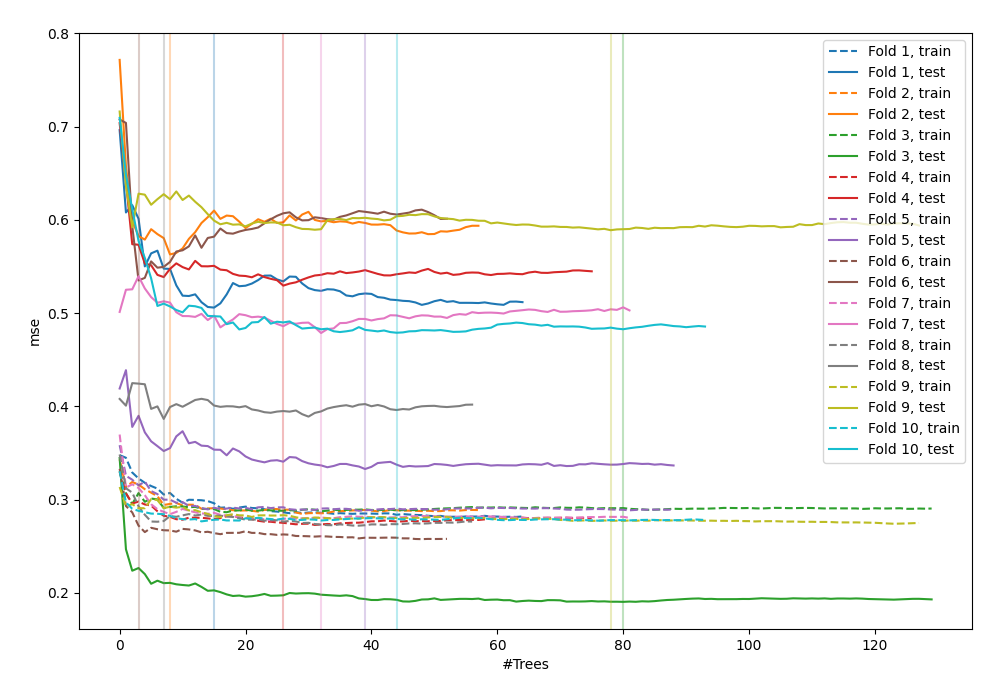 0.8
0.7
0.6
0.5
0.4
0.3
0.2
mse
0
20
40
60
80
100
120
#Trees
Fold 1, train
Fold 1, test
Fold 2, train
Fold 2, test
Fold 3, train
Fold 3, test
Fold 4, train
Fold 4, test
Fold 5, train
Fold 5, test
Fold 6, train
Fold 6, test
Fold 7, train
Fold 7, test
Fold 8, train
Fold 8, test
Fold 9, train
Fold 9, test
Fold 10, train
Fold 10, test